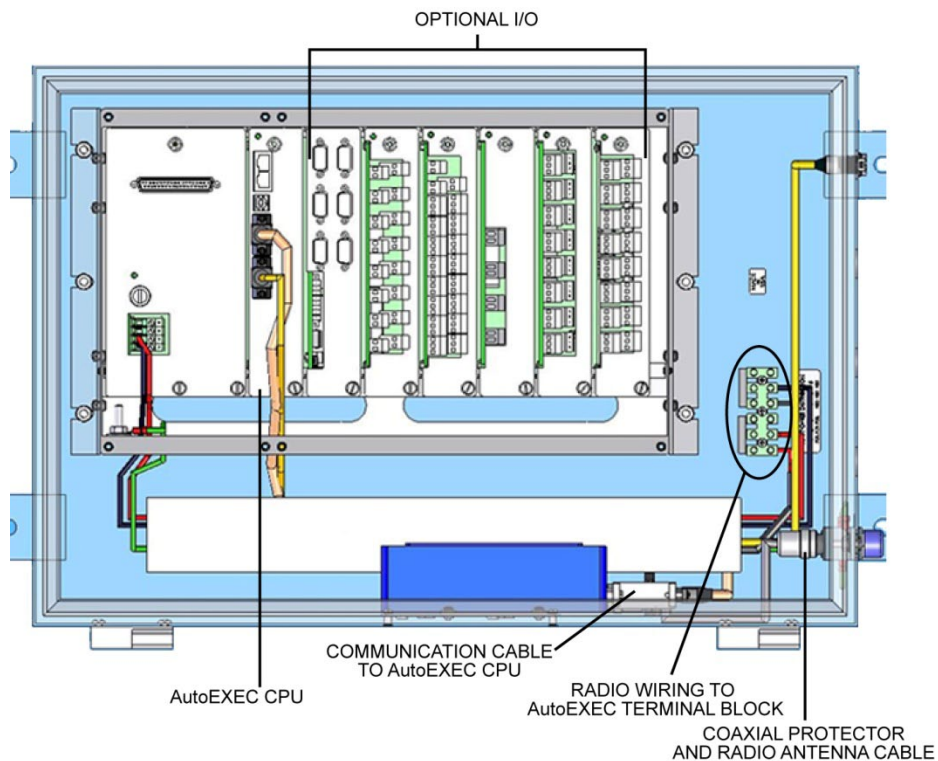 OPTIONAL I/O
AutoEXEC CPU
COMMUNICATION CABLE
TO AutoEXEC CPU
RADIO WIRING TO
AutoEXEC TERMINAL BLOCK
COAXIAL PROTECTOR
AND RADIO ANTENNA CABLE